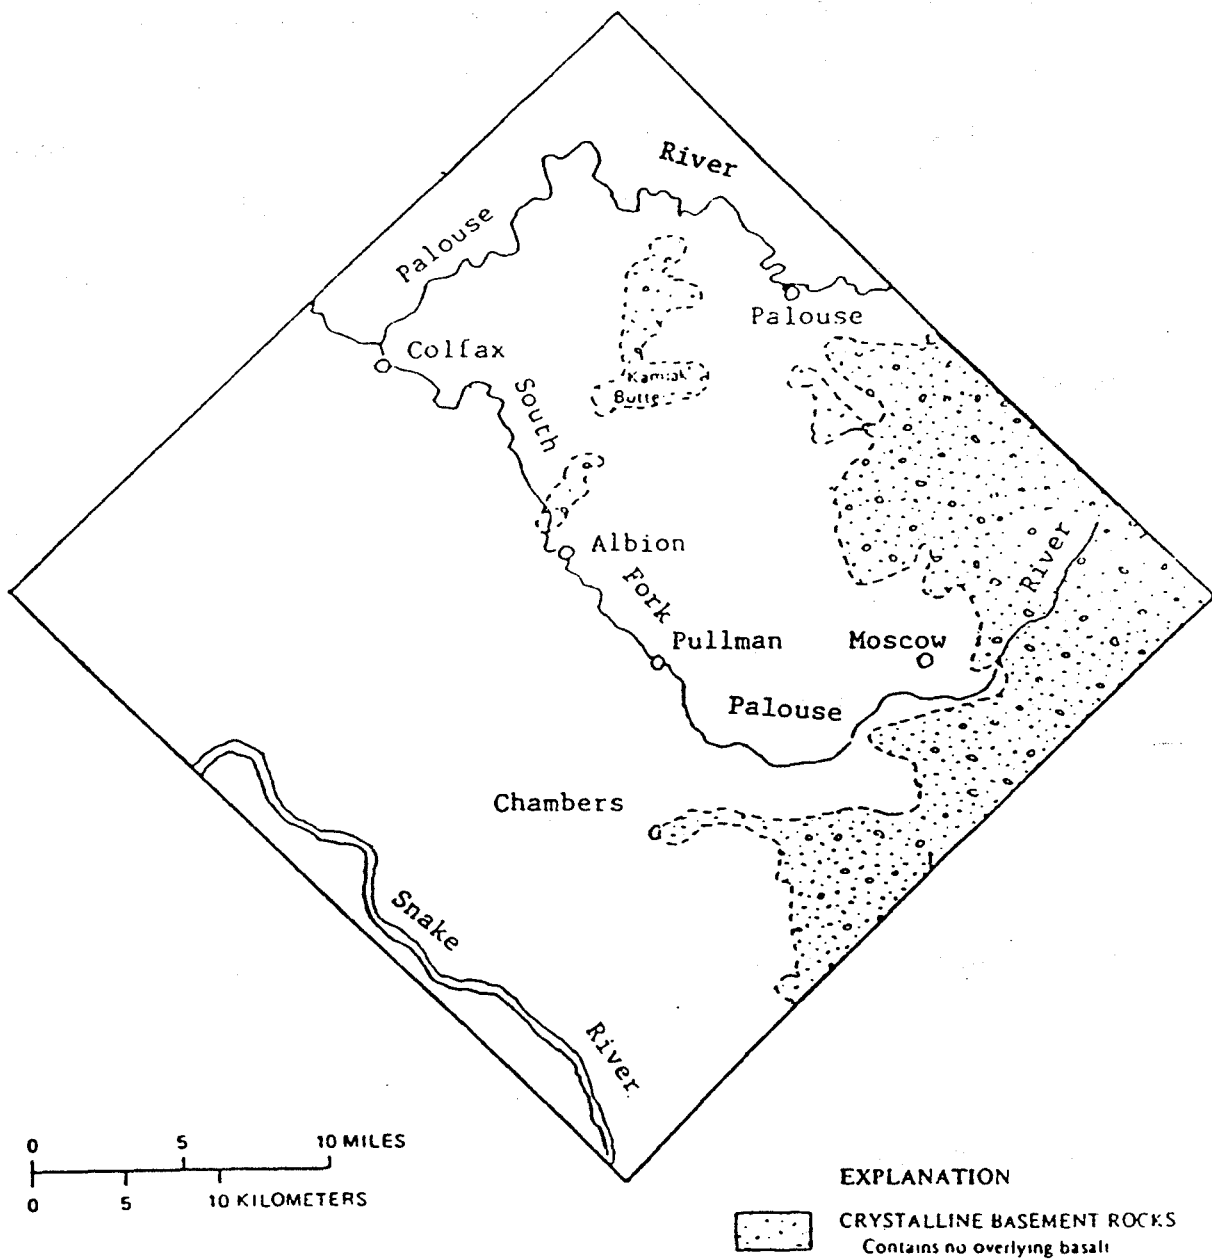 River
Palouse
Palouse
Colfax
Kamiak
Butte
South
Albion
Fork
River
Pullman
Moscow
Palouse
Chambers
Snake
River
0 5 10 MILES
0 5 10 KILOMETERS
EXPLANATION
CRYSTALLINE BASEMENT ROCKS
Contains no overlying basalt